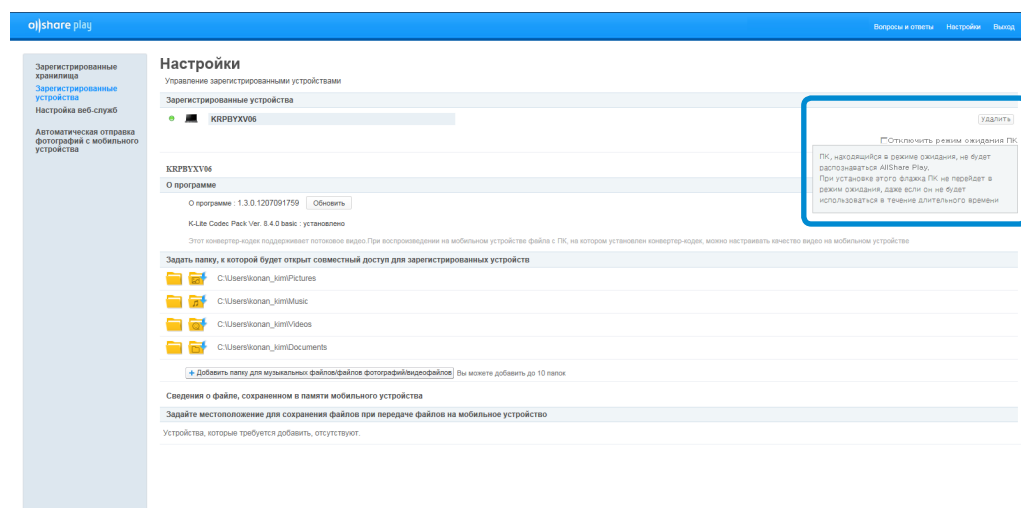 allshare play
Вопросы и ответы Настройки Выход
Зарегистрированные
хранилища
Зарегистрированные
устройства
Настройка веб-служб
Автоматическая отправка
фотографий с мобильного
устройства
Настройки
Управление зарегистрированными устройствами
Зарегистрированные устройства
KRPBYXV06
Удалить
Отключить режим ожидания ПК
ПК, находящийся в режиме ожидания, не будет
распознаваться AllShare Play.
При установке этого флажка ПК не перейдет в
режим ожидания, даже если он не будет
использоваться в течение длительного времени
KRPBYXV06
О программе
О программе : 1.3.0.1207091759 Обновить
K-Lite Codec Pack Ver. 8.4.0 basic : установлено
Этот конвертер-кодек поддерживает потоковое видео.При воспроизведении на мобильном устройстве файлов с ПК, на котором установлен конвертер-кодек, можно настраивать качество видео на мобильном устройстве
Задать папку, к которой будет открыт совместный доступ для зарегистрированных устройств
C:\Users\konan_kim\Pictures
C:\Users\konan_kim\Music
C:\Users\konan_kim\Videos
C:\Users\konan_kim\Documents
+ Добавить папку для музыкальных файлов/файлов фотографий/видеофайлов Вы можете добавить до 10 папок
Сведения о файле, сохраненном в памяти мобильного устройства
Задайте местоположение для сохранения файлов при передаче файлов на мобильное устройство
Устройства, которые требуется добавить, отсутствуют.